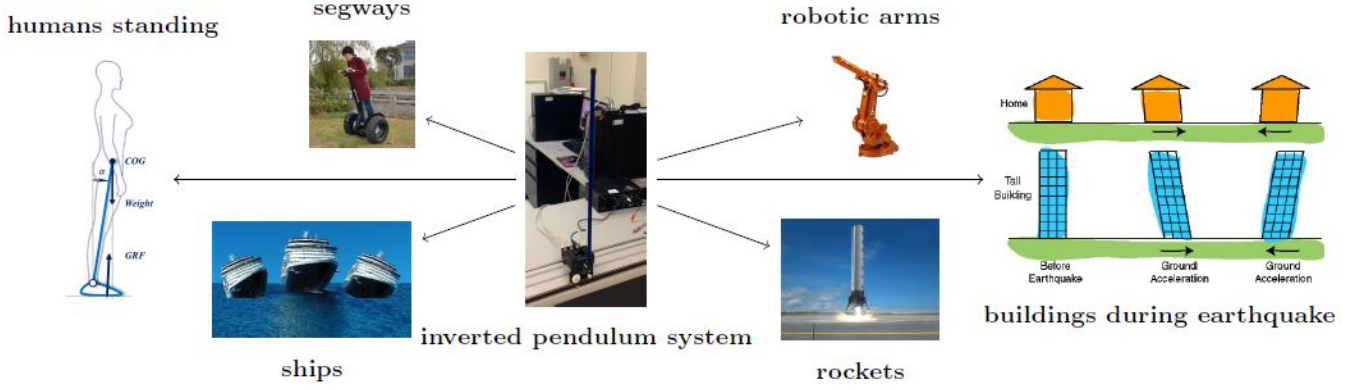 humans standing
segways
robotic arms
COG
α
Weight
GRF
Home
Tall
Building
Before
Earthquake
Ground
Acceleratiion
Ground
Acceleration
inverted pendulum system
buildings during earthquake
ships
rockets